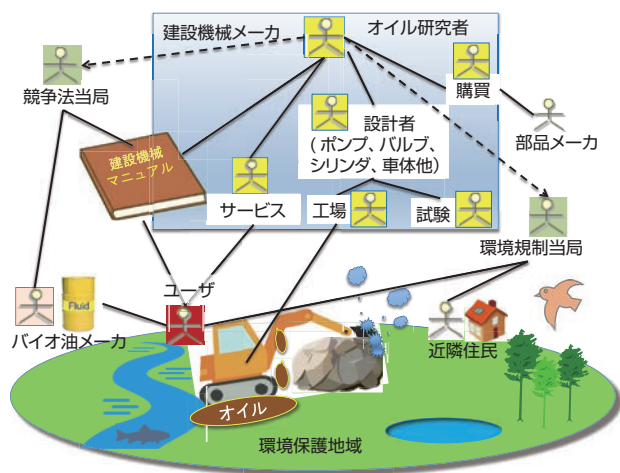 建設機械メーカ
オイル研究者
競争法当局
購買
設計者
(ポンプ、バルブ、
シリンダ、車体他)
部品メーカ
建設機械
マニュアル
サービス
工場
試験
環境規制当局
ユーザ
Fluid
バイオ油メーカ
近隣住民
オイル
環境保護地域